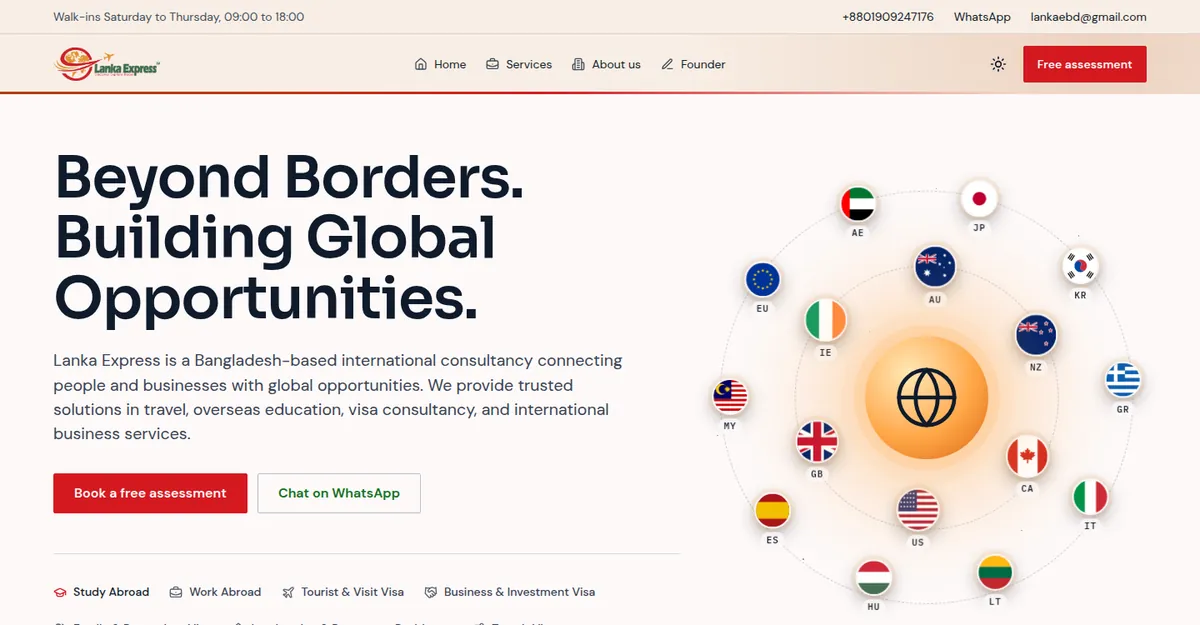 Walk-ins Saturday to Thursday, 09:00 to 18:00
+8801909247176 WhatsApp lankaebd@gmail.com
Lanka Express
Home Services About us Founder
Free assessment
Beyond Borders.
Building Global
Opportunities.
Lanka Express is a Bangladesh-based international consultancy connecting
people and businesses with global opportunities. We provide trusted
solutions in travel, overseas education, visa consultancy, and international
business services.
Book a free assessment Chat on WhatsApp
Study Abroad Work Abroad Tourist & Visit Visa Business & Investment Visa
AE
JP
EU
AU
KR
IE
NZ
MY
GR
GB
CA
ES
US
IT
HU
LT